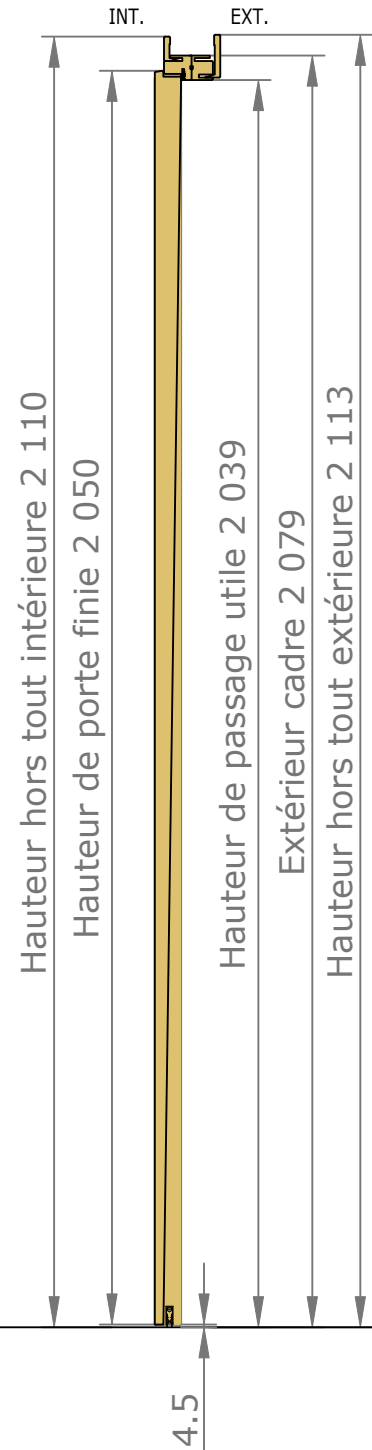 INT. EXT.
Hauteur hors tout intérieure 2 110
Hauteur de porte finie 2 050
Hauteur de passage utile 2 039
Extérieur cadre 2 079
Hauteur hors tout extérieure 2 113
4.5